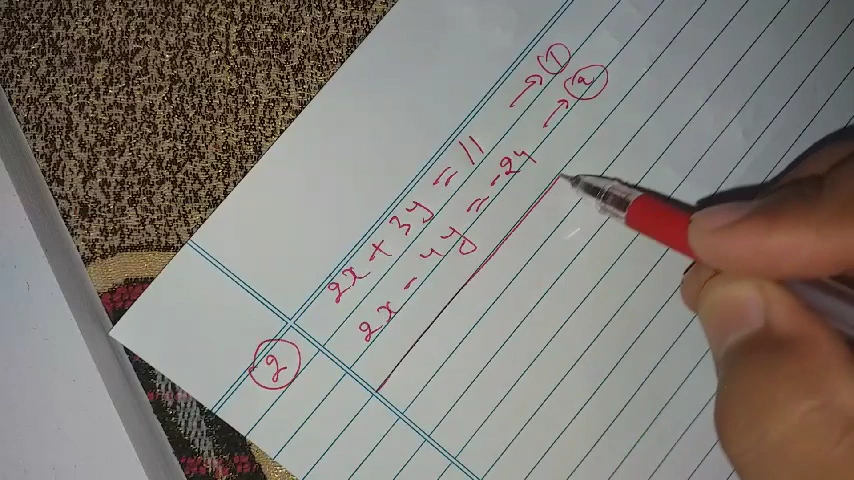 ② 2x + 3y = 11 → ①
2x - 4y = -24 → ②